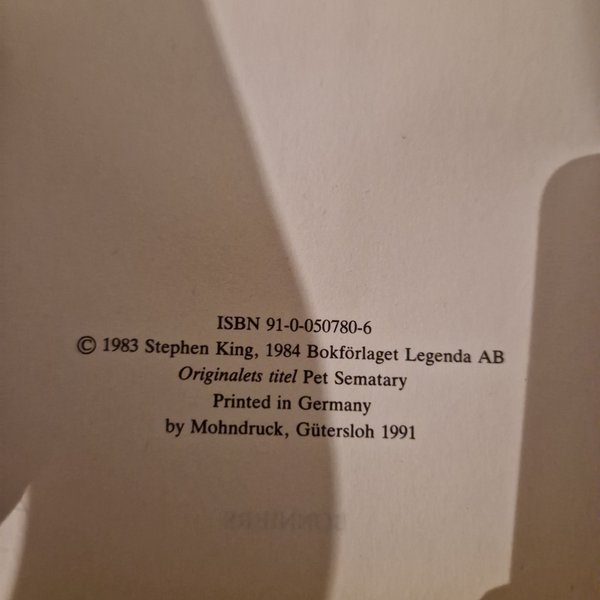 ISBN 91-0-050780-6
© 1983 Stephen King, 1984 Bokförlaget Legenda AB
Originalets titel Pet Sematary
Printed in Germany
by Mohndruck, Gütersloh 1991